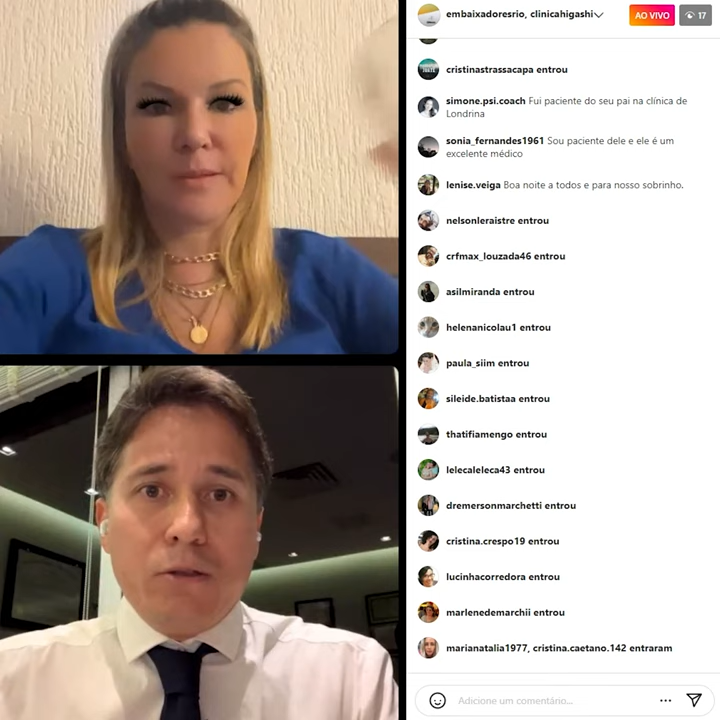 embaixadoresrio, clinicahigashi
AO VIVO
17
cristinastrassacapa entrou
simone.psi.coach Fui paciente do seu pai na clínica de
Londrina
sonia_fernandes1961 Sou paciente dele e ele é um
excelente médico
lenise.veiga Boa noite a todos e para nosso sobrinho.
nelsonleraistre entrou
crfmax_louzada46 entrou
asilmiranda entrou
helenanicolau1 entrou
paula_siim entrou
sileide.batistaa entrou
thatifiamengo entrou
lelecaleleca43 entrou
dremersonmarchetti entrou
cristina.crespo19 entrou
lucinhacorredora entrou
marlenedemarchii entrou
marianatalia1977, cristina.caetano.142 entraram
Adicione um comentário...